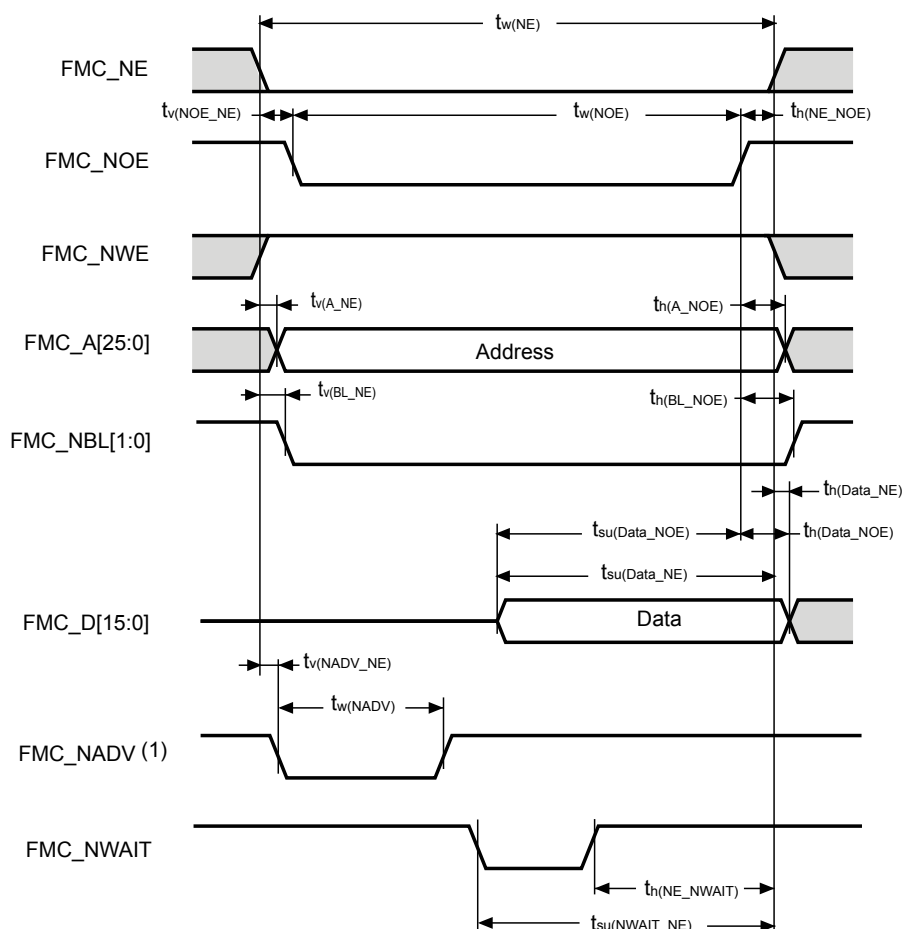 tw(NE)
FMC_NE
tv(NOE_NE)
tw(NOE)
th(NE_NOE)
FMC_NOE
FMC_NWE
tv(A_NE)
th(A_NOE)
FMC_A[25:0]
Address
tv(BL_NE)
th(BL_NOE)
FMC_NBL[1:0]
th(Data_NE)
tsu(Data_NOE)
th(Data_NOE)
tsu(Data_NE)
FMC_D[15:0]
Data
tv(NADV_NE)
tw(NADV)
FMC_NADV (1)
FMC_NWAIT
th(NE_NWAIT)
tsu(NWAIT_NE)